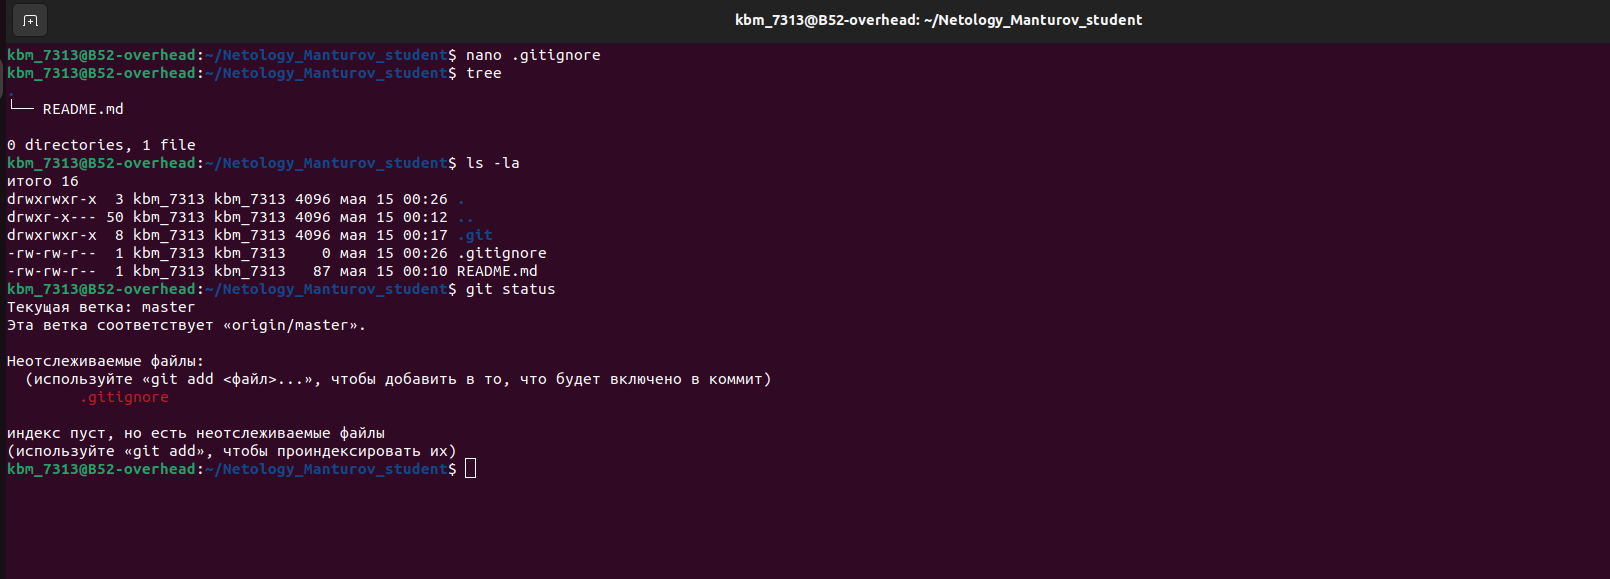 kbm_7313@B52-overhead: ~/Netology_Manturov_student
kbm_7313@B52-overhead:~/Netology_Manturov_student$ nano .gitignore
kbm_7313@B52-overhead:~/Netology_Manturov_student$ tree
.
└── README.md
0 directories, 1 file
kbm_7313@B52-overhead:~/Netology_Manturov_student$ ls -la
итого 16
drwxrwxr-x  3 kbm_7313 kbm_7313 4096 мая 15 00:26 .
drwxr-x--- 50 kbm_7313 kbm_7313 4096 мая 15 00:12 ..
drwxrwxr-x  8 kbm_7313 kbm_7313 4096 мая 15 00:17 .git
-rw-rw-r--  1 kbm_7313 kbm_7313    0 мая 15 00:26 .gitignore
-rw-rw-r--  1 kbm_7313 kbm_7313   87 мая 15 00:10 README.md
kbm_7313@B52-overhead:~/Netology_Manturov_student$ git status
Текущая ветка: master
Эта ветка соответствует «origin/master».
Неотслеживаемые файлы:
  (используйте «git add <файл>...», чтобы добавить в то, что будет включено в коммит)
        .gitignore
индекс пуст, но есть неотслеживаемые файлы
(используйте «git add», чтобы проиндексировать их)
kbm_7313@B52-overhead:~/Netology_Manturov_student$